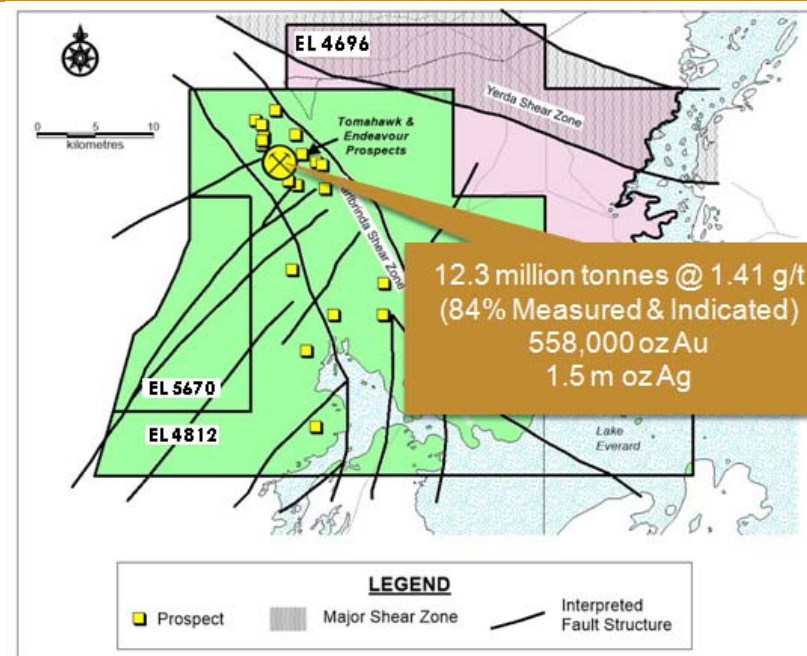 EL 4696
Yerda Shear Zone
Tomahawk &
Endeavour
Prospects
0 5 10
kilometres
Shear Zone
12.3 million tonnes @ 1.41 g/t
(84% Measured & Indicated)
558,000 oz Au
1.5 m oz Ag
EL 5670
EL 4812
Lake
Everard
LEGEND
Prospect
Major Shear Zone
Interpreted
Fault Structure